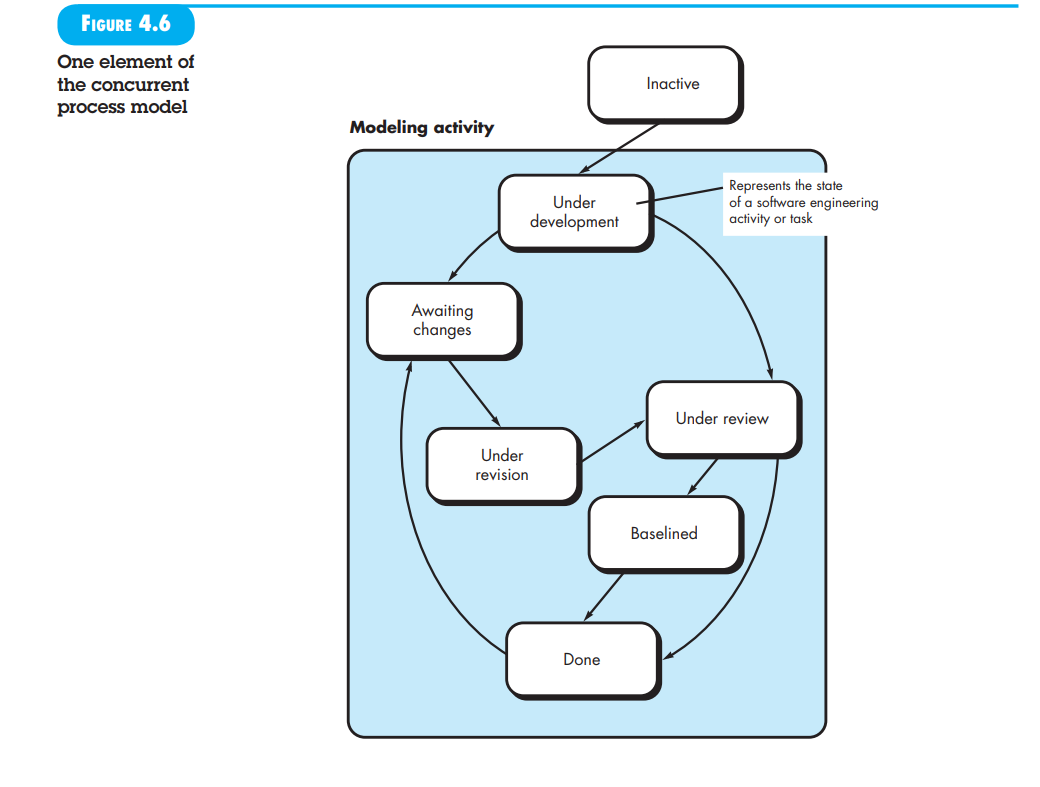 FIGURE 4.6
One element of
the concurrent
process model
Inactive
Modeling activity
Represents the state
of a software engineering
activity or task
Under
development
Awaiting
changes
Under review
Under
revision
Baselined
Done